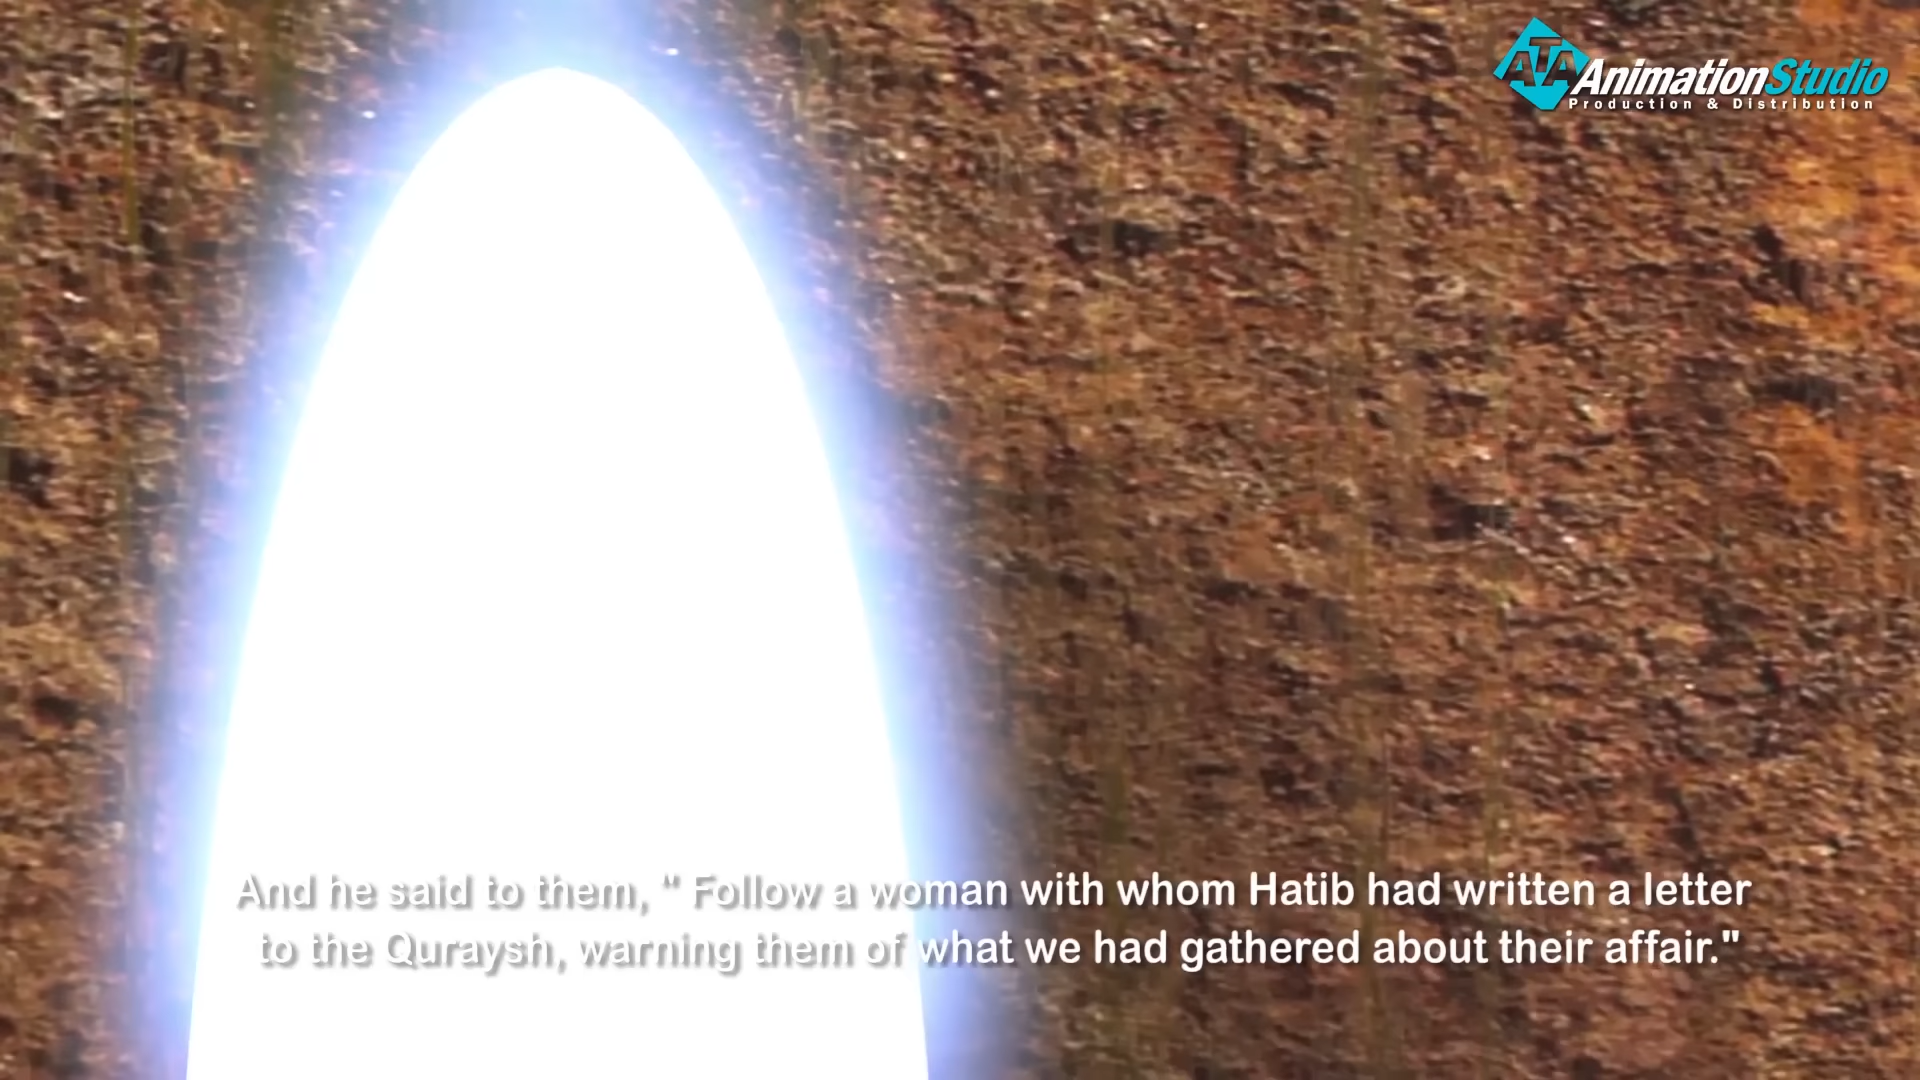 ATA AnimationStudio
Production & Distribution
And he said to them, " Follow a woman with whom Hatib had written a letter
to the Quraysh, warning them of what we had gathered about their affair."